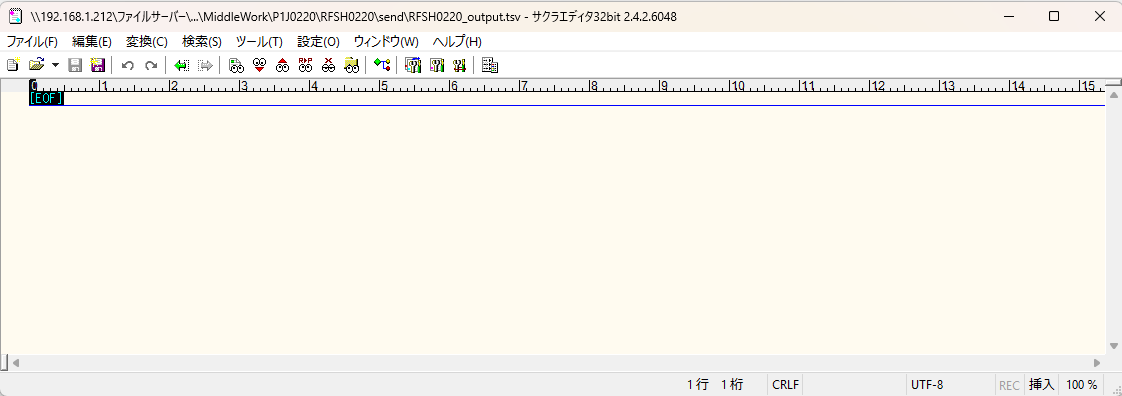 \\192.168.1.212\ファイルサーバー\...\MiddleWork\P1J0220\RFSH0220\send\RFSH0220_output.tsv - サクラエディタ32bit 2.4.2.6048
ファイル(F) 編集(E) 変換(C) 検索(S) ツール(T) 設定(O) ウィンドウ(W) ヘルプ(H)
0 1 2 3 4 5 6 7 8 9 10 11 12 13 14 15
[EOF]
1 行 1 桁 CRLF UTF-8 REC 挿入 100 %